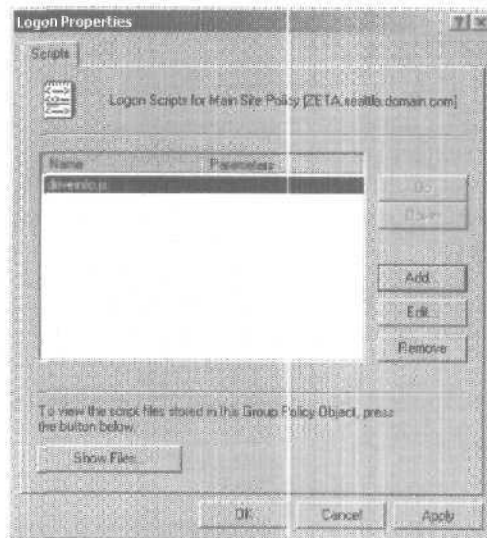 Logon Properties
Scripts
Logon Scripts for Main Site Policy [ZETA.seattle.domain.com]
Name Parameters
driveinfo.js
Up
Down
Add...
Edit...
Remove
To view the script files stored in this Group Policy Object, press
the button below.
Show Files...
OK Cancel Apply